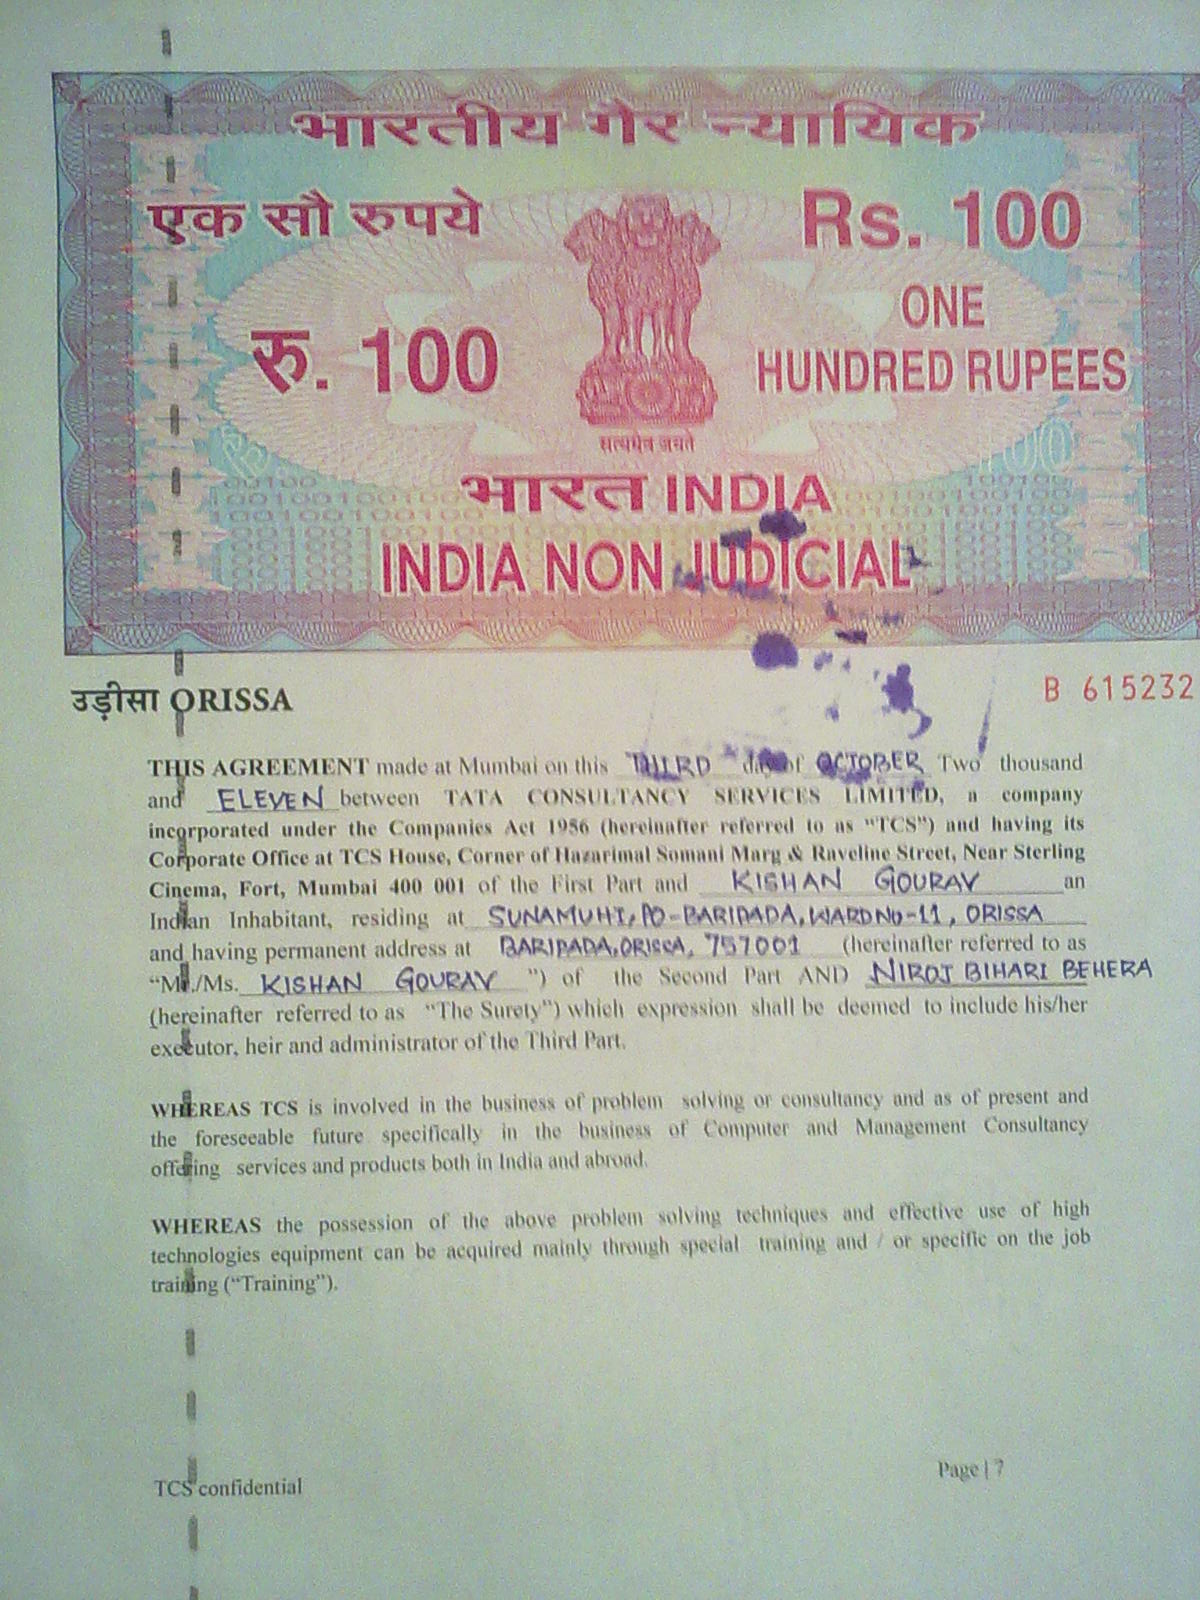 भारतीय गैर न्यायिक
एक सौ रुपये
Rs. 100
रु. 100
ONE
HUNDRED RUPEES
सत्यमेव जयते
भारत INDIA
INDIA NON JUDICIAL
उड़ीसा ORISSA
B 615232
THIS AGREEMENT made at Mumbai on this THIRD day of OCTOBER Two thousand
and ELEVEN between TATA CONSULTANCY SERVICES LIMITED, a company
incorporated under the Companies Act 1956 (hereinafter referred to as “TCS”) and having its
Corporate Office at TCS House, Corner of Hazarimal Somani Marg & Raveline Street, Near Sterling
Cinema, Fort, Mumbai 400 001 of the First Part and KISHAN GOURAV an
Indian Inhabitant, residing at SUNAMUHI, PO-BARIPADA, WARD No-11, ORISSA
and having permanent address at BARIPADA, ORISSA, 757001 (hereinafter referred to as
“Mr./Ms. KISHAN GOURAV ”) of the Second Part AND NIROJ BIHARI BEHERA
(hereinafter referred to as “The Surety”) which expression shall be deemed to include his/her
executor, heir and administrator of the Third Part.
WHEREAS TCS is involved in the business of problem solving or consultancy and as of present and
the foreseeable future specifically in the business of Computer and Management Consultancy
offering services and products both in India and abroad.
WHEREAS the possession of the above problem solving techniques and effective use of high
technologies equipment can be acquired mainly through special training and / or specific on the job
training (“Training”).
Page | 7
TCS confidential